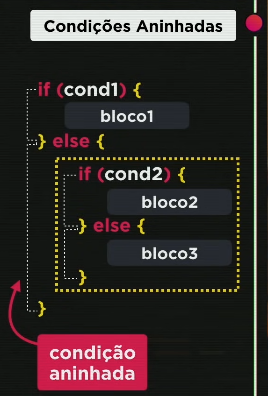 Condições Aninhadas
if (cond1) {
bloco1
} else {
if (cond2) {
bloco2
} else {
bloco3
}
}
condição
aninhada